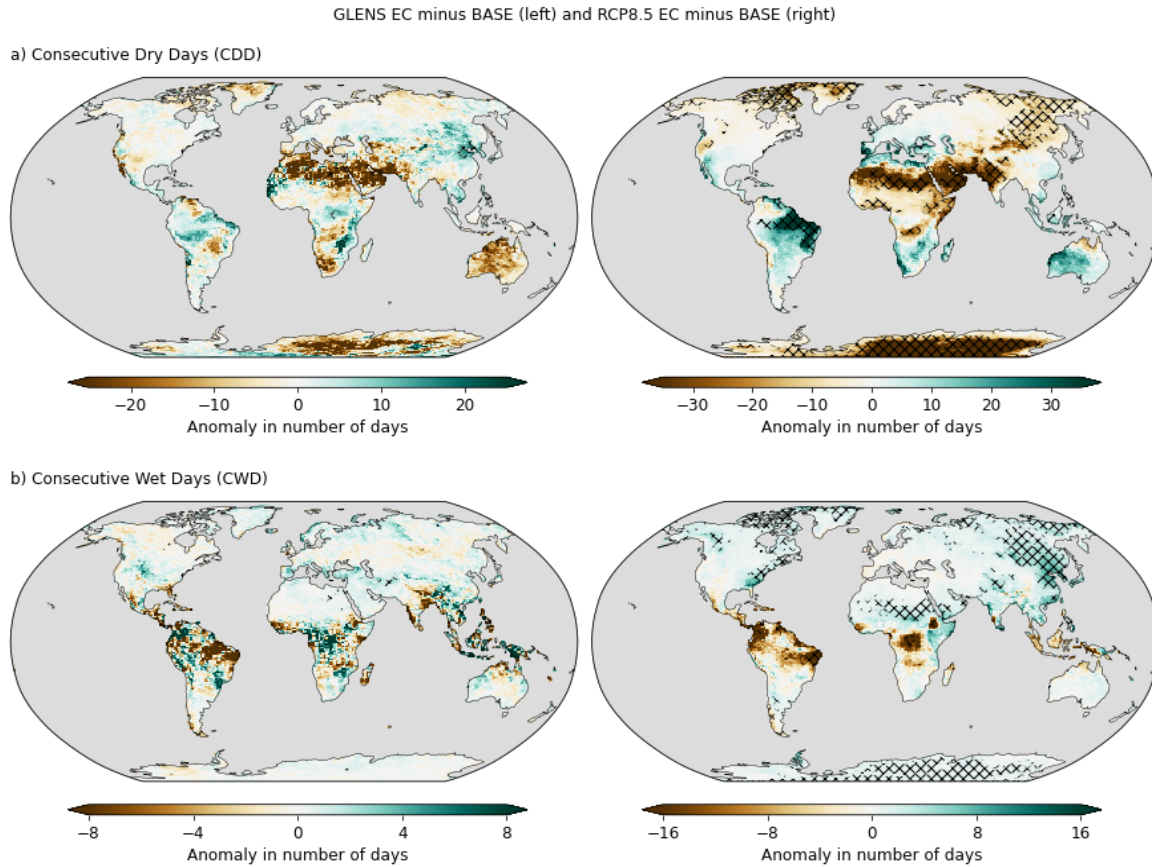 GLENS EC minus BASE (left) and RCP8.5 EC minus BASE (right)
a) Consecutive Dry Days (CDD)
−20 −10 0 10 20
Anomaly in number of days
−30 −20 −10 0 10 20 30
Anomaly in number of days
b) Consecutive Wet Days (CWD)
−8 −4 0 4 8
Anomaly in number of days
−16 −8 0 8 16
Anomaly in number of days